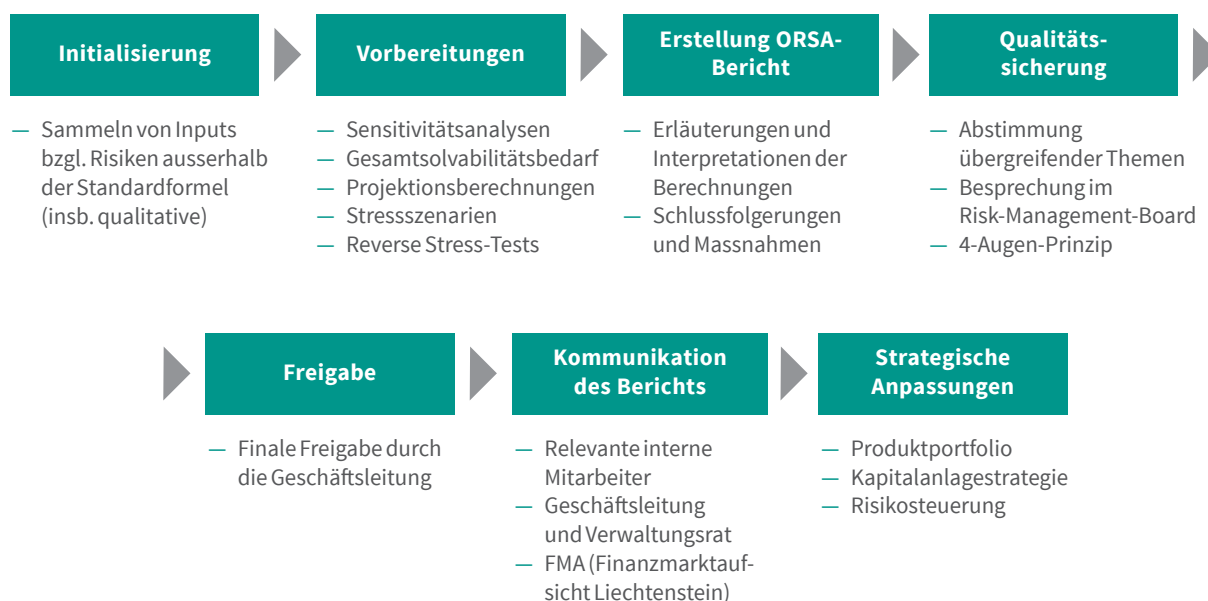 Initialisierung
— Sammeln von Inputs
bzgl. Risiken ausserhalb
der Standardformel
(insb. qualitative)
Vorbereitungen
— Sensitivitätsanalysen
— Gesamtsolvabilitätsbedarf
— Projektionsberechnungen
— Stressszenarien
— Reverse Stress-Tests
Erstellung ORSA-
Bericht
— Erläuterungen und
Interpretationen der
Berechnungen
— Schlussfolgerungen
und Massnahmen
Qualitäts-
sicherung
— Abstimmung
übergreifender Themen
— Besprechung im
Risk-Management-Board
— 4-Augen-Prinzip
Freigabe
— Finale Freigabe durch
die Geschäftsleitung
Kommunikation
des Berichts
— Relevante interne
Mitarbeiter
— Geschäftsleitung
und Verwaltungsrat
— FMA (Finanzmarktauf-
sicht Liechtenstein)
Strategische
Anpassungen
— Produktportfolio
— Kapitalanlagestrategie
— Risikosteuerung